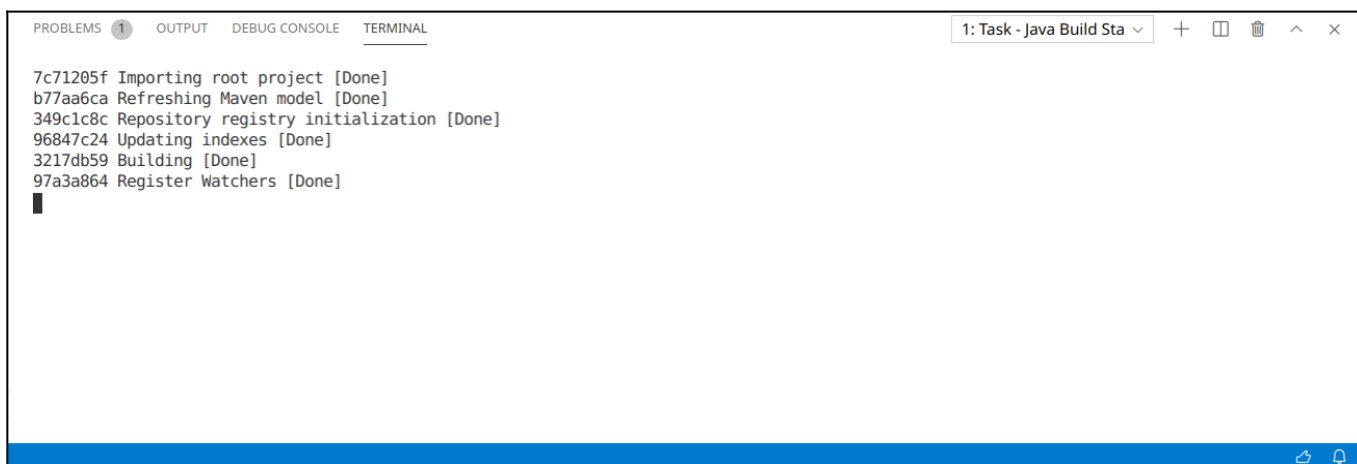 PROBLEMS 1 OUTPUT DEBUG CONSOLE TERMINAL 1: Task - Java Build Sta
7c71205f Importing root project [Done]
b77aa6ca Refreshing Maven model [Done]
349c1c8c Repository registry initialization [Done]
96847c24 Updating indexes [Done]
3217db59 Building [Done]
97a3a864 Register Watchers [Done]